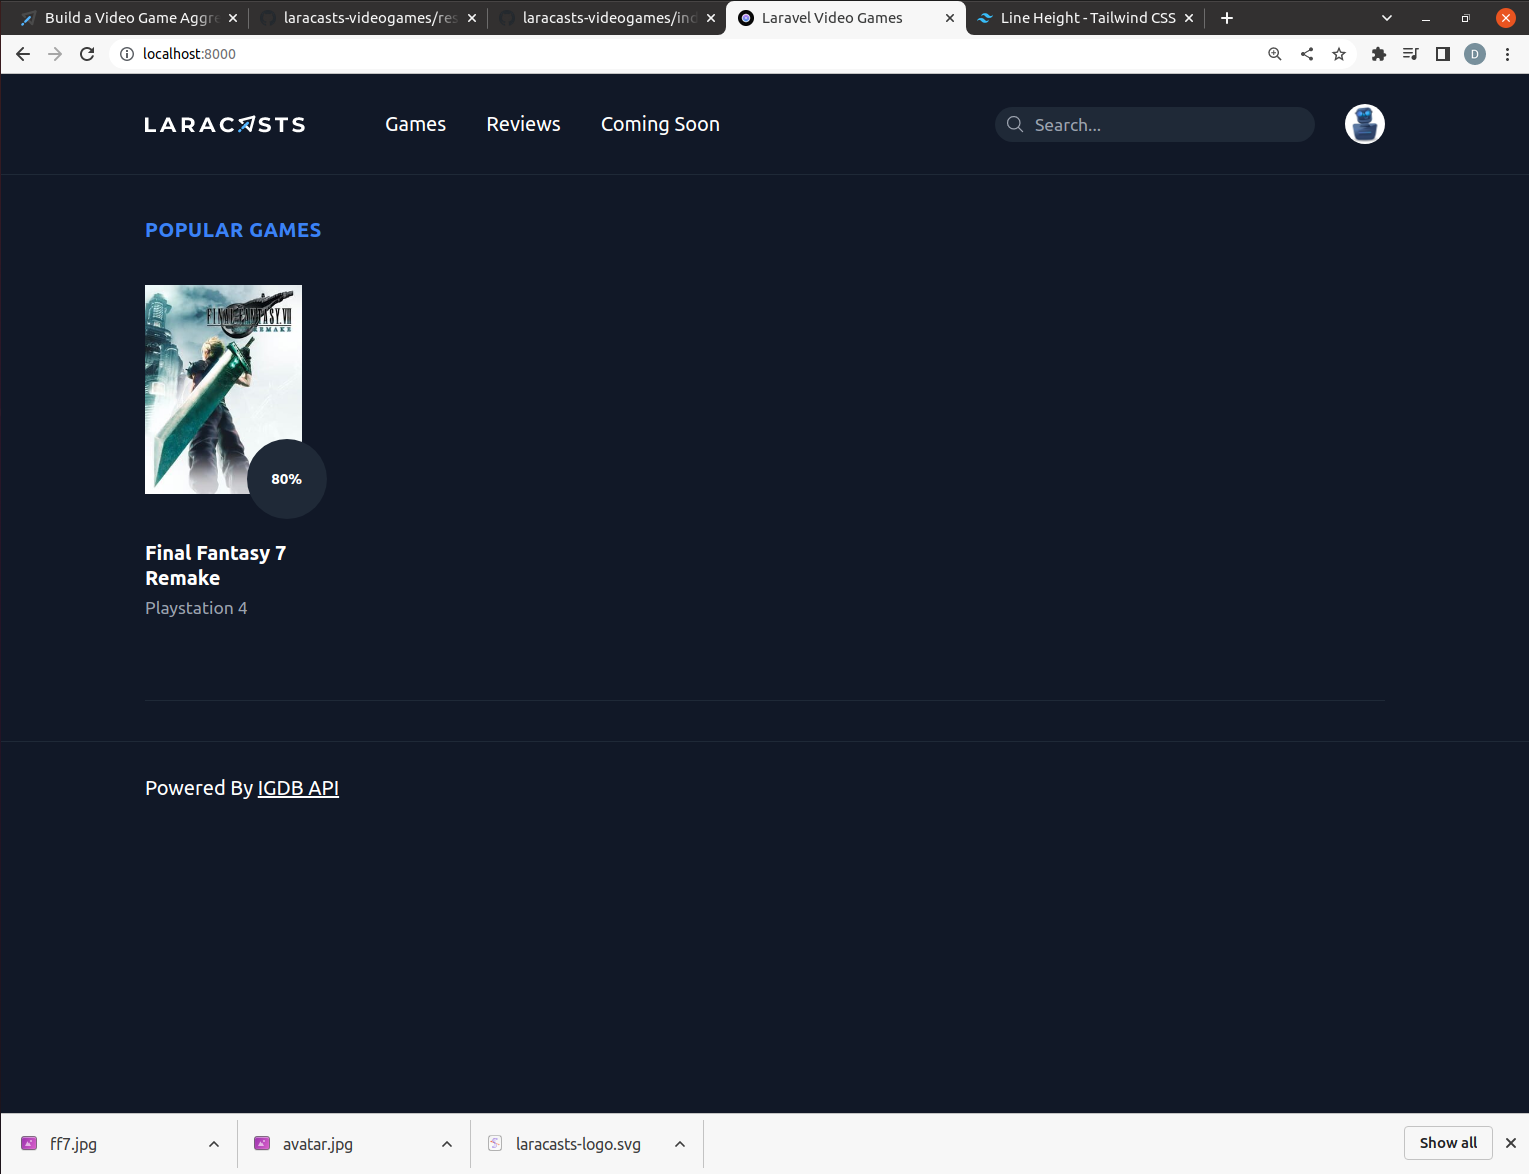 Build a Video Game Aggre
laracasts-videogames/res
laracasts-videogames/ind
Laravel Video Games
Line Height - Tailwind CSS
localhost:8000
D
LARACASTS
Games
Reviews
Coming Soon
Search...
POPULAR GAMES
FINAL FANTASY VII
REMAKE
80%
Final Fantasy 7
Remake
Playstation 4
Powered By IGDB API
ff7.jpg
avatar.jpg
laracasts-logo.svg
Show all